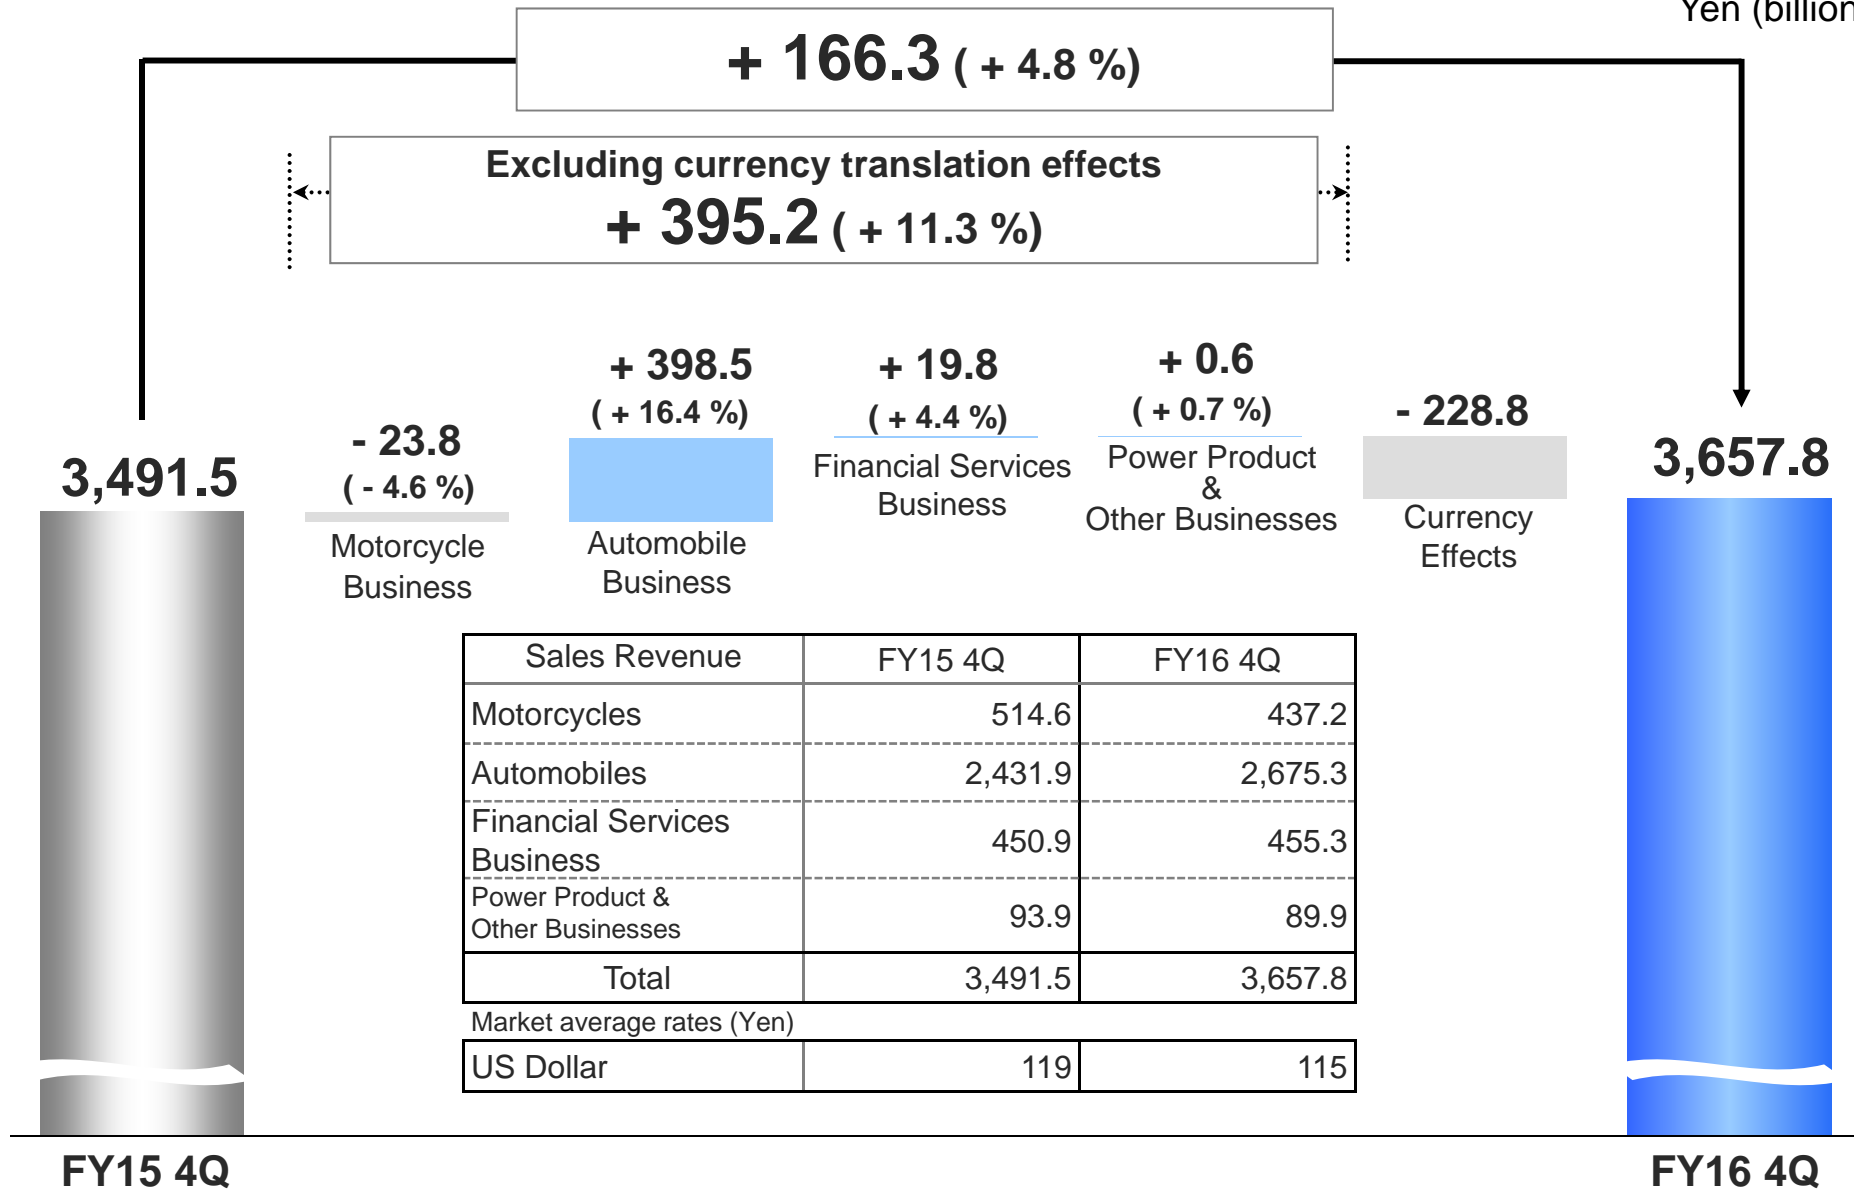 Yen (billion
+ 166.3 ( + 4.8 %)
Excluding currency translation effects
+ 395.2 ( + 11.3 %)
3,491.5
- 23.8
( - 4.6 %)
Motorcycle
Business
+ 398.5
( + 16.4 %)
Automobile
Business
+ 19.8
( + 4.4 %)
Financial Services
Business
+ 0.6
( + 0.7 %)
Power Product
&
Other Businesses
- 228.8
Currency
Effects
3,657.8
Sales Revenue FY15 4Q FY16 4Q
Motorcycles 514.6 437.2
Automobiles 2,431.9 2,675.3
Financial Services
Business 450.9 455.3
Power Product &
Other Businesses 93.9 89.9
Total 3,491.5 3,657.8
Market average rates (Yen)
US Dollar 119 115
FY15 4Q
FY16 4Q